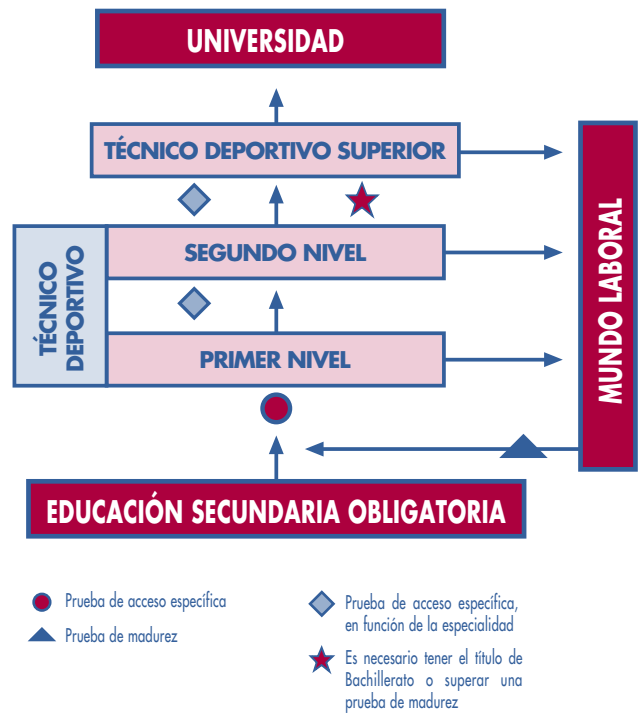 UNIVERSIDAD
TÉCNICO DEPORTIVO SUPERIOR
SEGUNDO NIVEL
TÉCNICO
DEPORTIVO
PRIMER NIVEL
MUNDO LABORAL
EDUCACIÓN SECUNDARIA OBLIGATORIA
Prueba de acceso específica
Prueba de madurez
Prueba de acceso específica,
en función de la especialidad
Es necesario tener el título de
Bachillerato o superar una
prueba de madurez